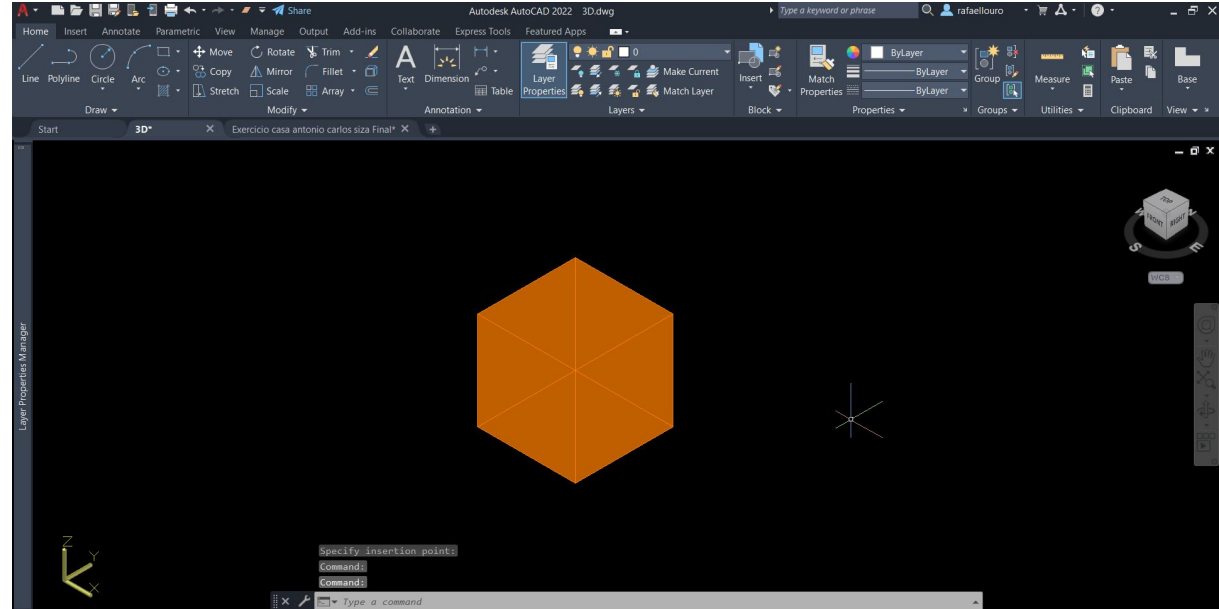 Share Autodesk AutoCAD 2022 3D.dwg Type a keyword or phrase rafaellouro
Home Insert Annotate Parametric View Manage Output Add-ins Collaborate Express Tools Featured Apps
Line Polyline Circle Arc Move Rotate Trim Text Dimension Layer Properties 0 Insert Match Properties ByLayer Group Measure Paste Base
Copy Mirror Fillet Make Current ByLayer
Stretch Scale Array Table Match Layer ByLayer
Draw Modify Annotation Layers Block Properties Groups Utilities Clipboard View
Start 3D* Exercicio casa antonio carlos siza Final*
TOP
FRONT RIGHT
S E
WCS
Layer Properties Manager
Z
Y
X
Specify insertion point:
Command:
Command:
Type a command